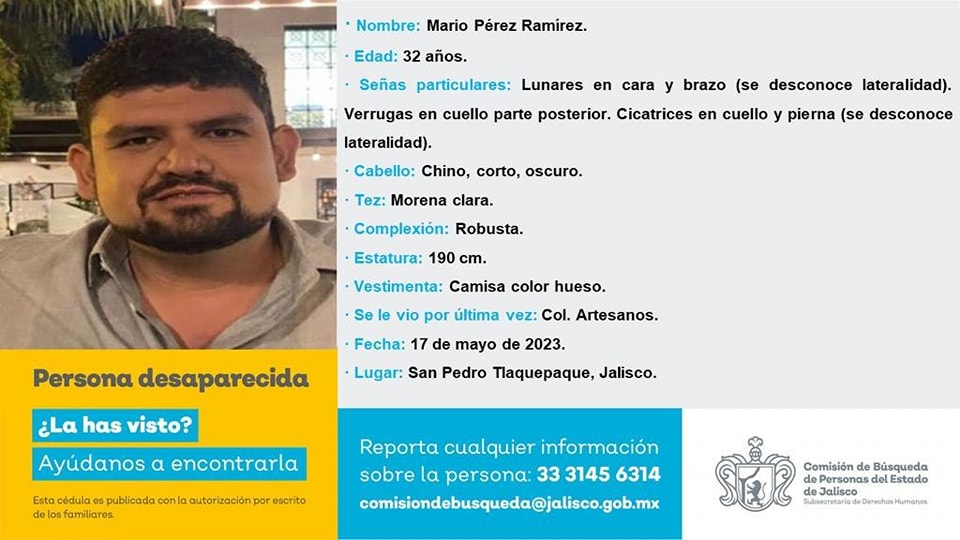 · Nombre: Mario Pérez Ramírez.
· Edad: 32 años.
· Señas particulares: Lunares en cara y brazo (se desconoce lateralidad).
Verrugas en cuello parte posterior. Cicatrices en cuello y pierna (se desconoce
lateralidad).
· Cabello: Chino, corto, oscuro.
· Tez: Morena clara.
· Complexión: Robusta.
· Estatura: 190 cm.
· Vestimenta: Camisa color hueso.
· Se le vio por última vez: Col. Artesanos.
· Fecha: 17 de mayo de 2023.
· Lugar: San Pedro Tlaquepaque, Jalisco.
Persona desaparecida
¿La has visto?
Ayúdanos a encontrarla
Esta cédula es publicada con la autorización por escrito
de los familiares.
Reporta cualquier información
sobre la persona: 33 3145 6314
comisiondebusqueda@jalisco.gob.mx
Comisión de Búsqueda
de Personas del Estado
de Jalisco
Subsecretaría de Derechos Humanos